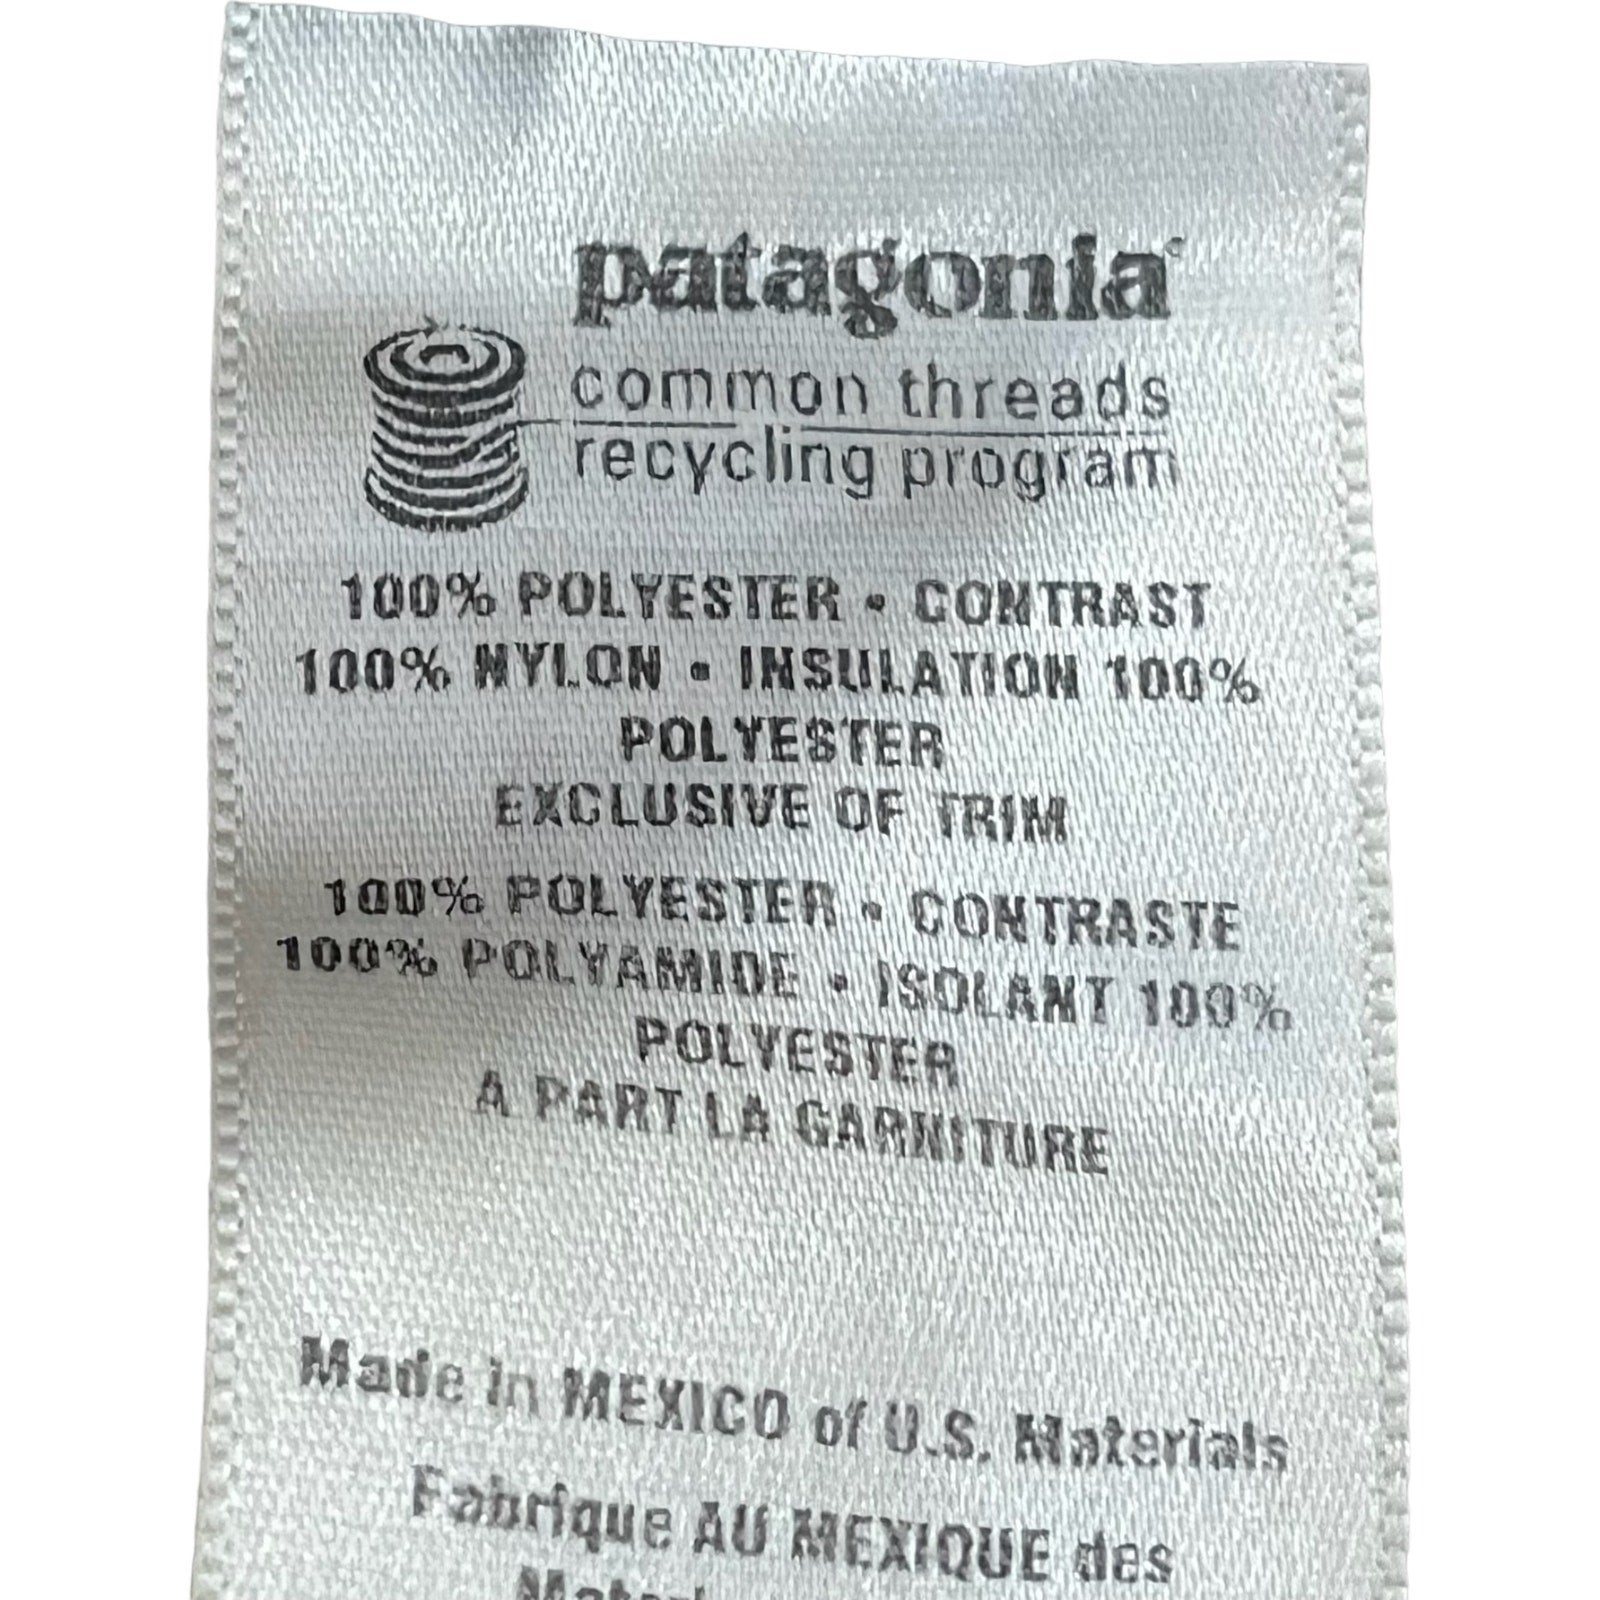 patagonia
common threads
recycling program
100% POLYESTER • CONTRAST
100% NYLON • INSULATION 100%
POLYESTER
EXCLUSIVE OF TRIM
100% POLYESTER • CONTRASTE
100% POLYAMIDE • ISOLANT 100%
POLYESTER
A PART LA GARNITURE
Made in MEXICO of U.S. Materials
Fabrique AU MEXIQUE des